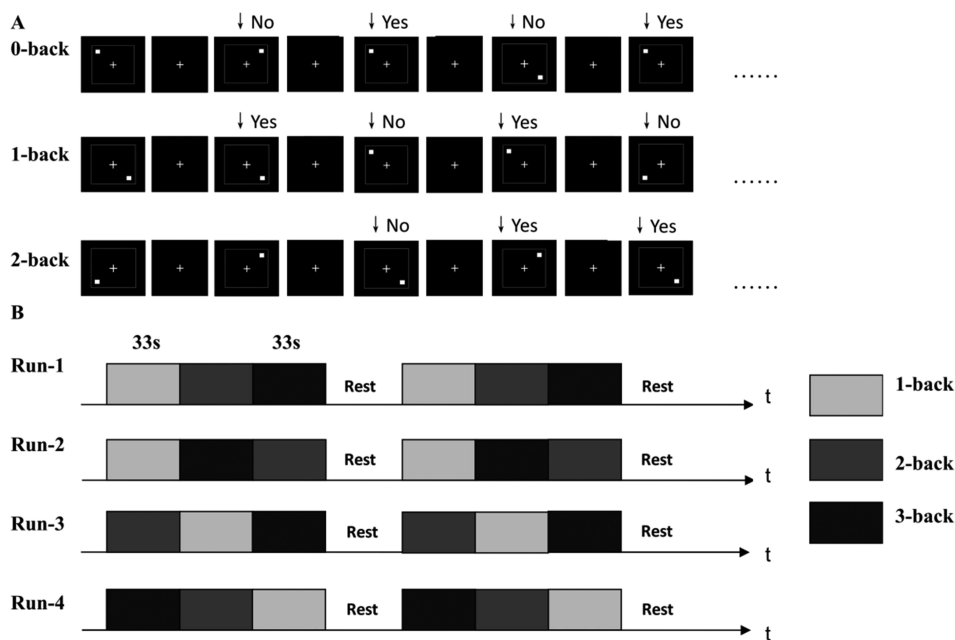 A
↓ No ↓ Yes ↓ No ↓ Yes
0-back ......
↓ Yes ↓ No ↓ Yes ↓ No
1-back ......
↓ No ↓ Yes ↓ Yes
2-back ......
B
33s 33s
Run-1 Rest Rest t
1-back
Run-2 Rest Rest t
2-back
Run-3 Rest Rest t
3-back
Run-4 Rest Rest t